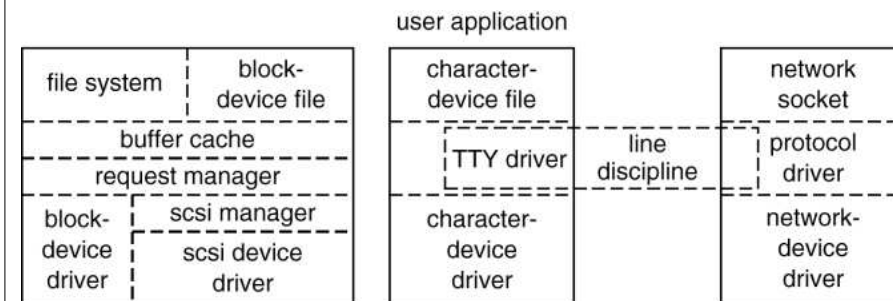 user application
file system
block-
device file
buffer cache
request manager
block-
device
driver
scsi manager
scsi device
driver
character-
device file
TTY driver
character-
device
driver
line
discipline
network
socket
protocol
driver
network-
device
driver